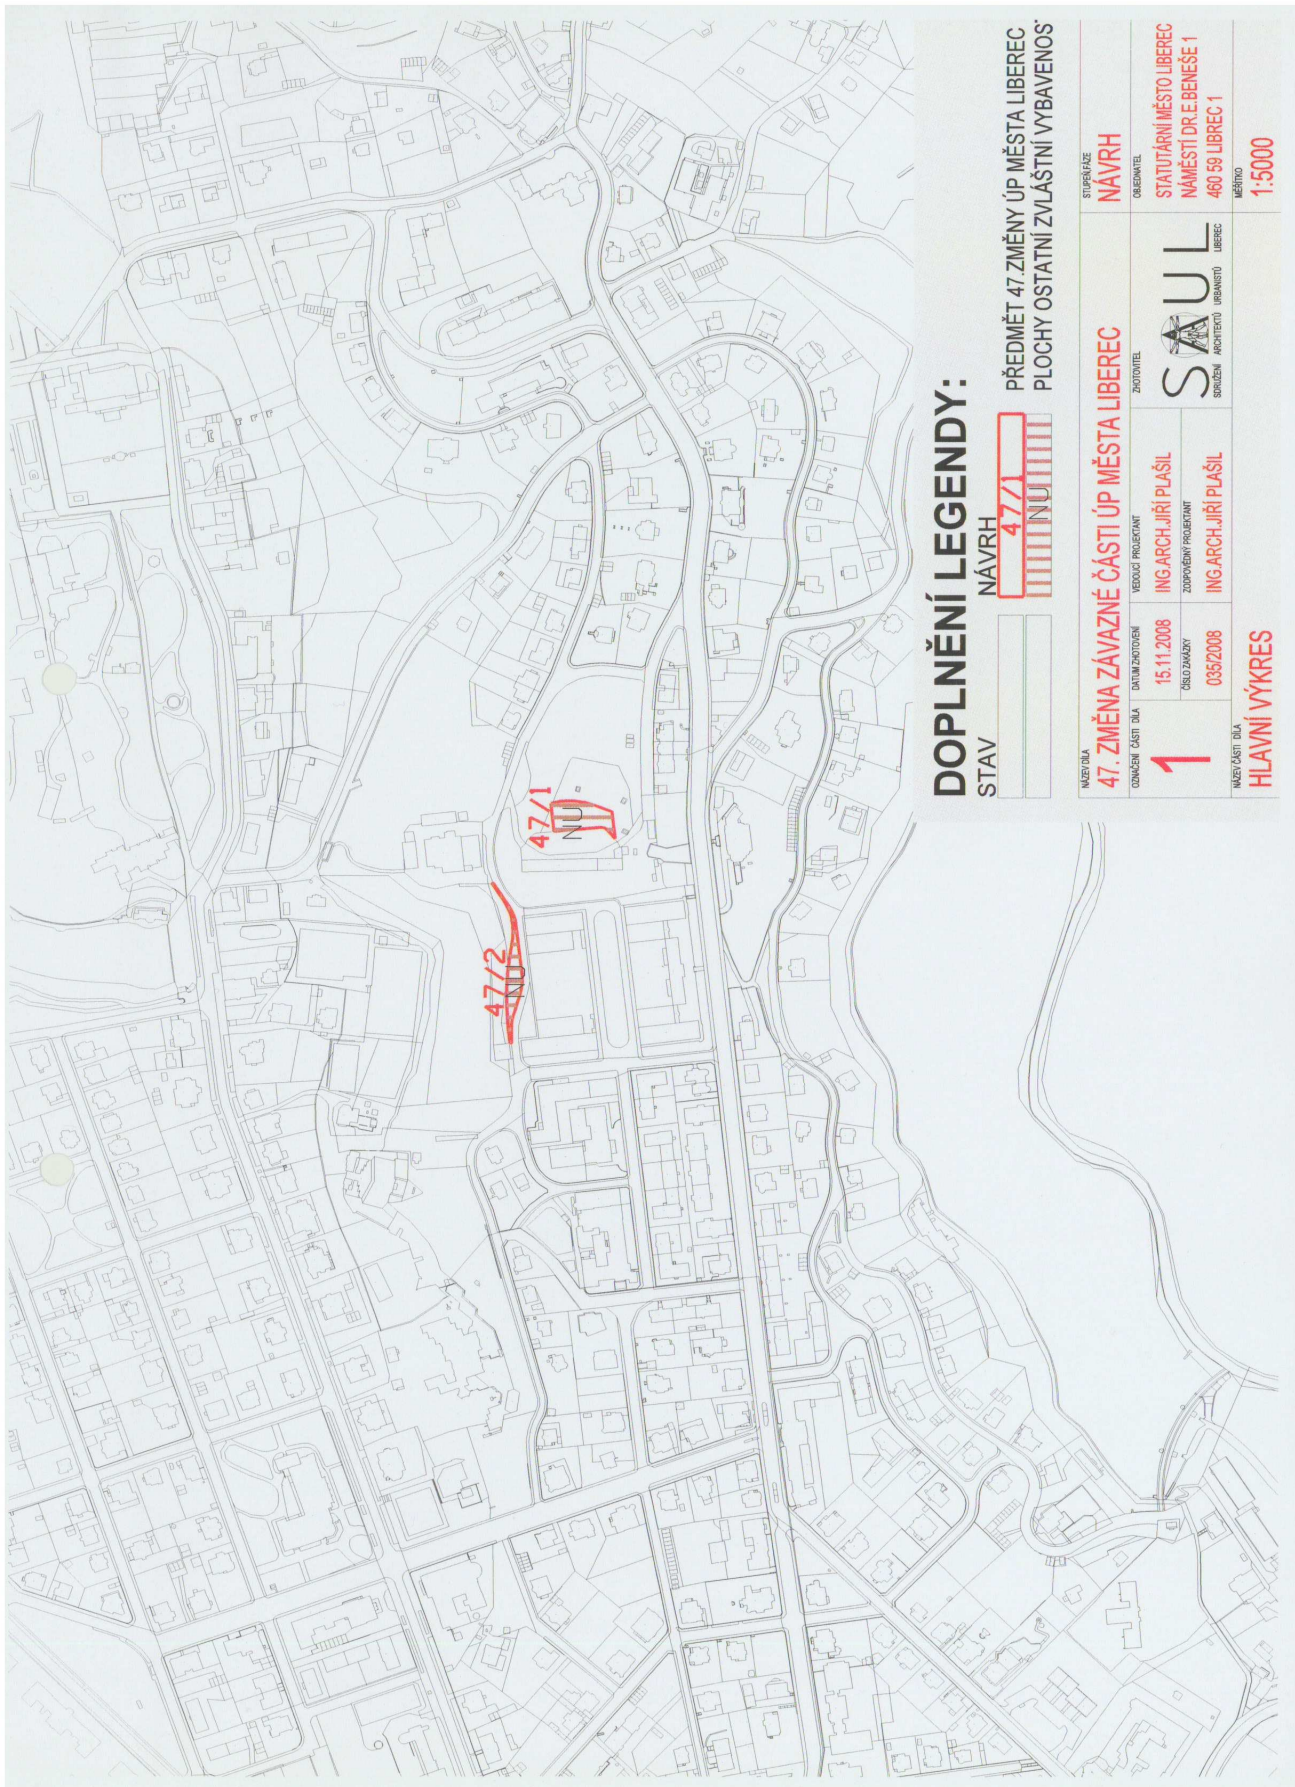 47/1
NU
47/2
NU
DOPLNĚNÍ LEGENDY:
STAV
NÁVRH
47/1
PŘEDMĚT 47.ZMĚNY ÚP MĚSTA LIBEREC
NU
PLOCHY OSTATNÍ ZVLÁŠTNÍ VYBAVENOS
NÁZEV DÍLA
47. ZMĚNA ZÁVAZNÉ ČÁSTI ÚP MĚSTA LIBEREC
STUPEŇ/FÁZE
NÁVRH
OZNAČENÍ ČÁSTI DÍLA
1
DATUM ZHOTOVENÍ
15.11.2008
ČÍSLO ZAKÁZKY
035/2008
VEDOUCÍ PROJEKTANT
ING.ARCH.JIŘÍ PLAŠIL
ZODPOVĚDNÝ PROJEKTANT
ING.ARCH.JIŘÍ PLAŠIL
ZHOTOVITEL
SAUL
SDRUŽENÍ ARCHITEKTŮ URBANISTŮ LIBEREC
OBJEDNATEL
STATUTÁRNÍ MĚSTO LIBEREC
NÁMĚSTÍ DR.E.BENEŠE 1
460 59 LIBREC 1
NÁZEV ČÁSTI DÍLA
HLAVNÍ VÝKRES
MĚŘÍTKO
1:5000